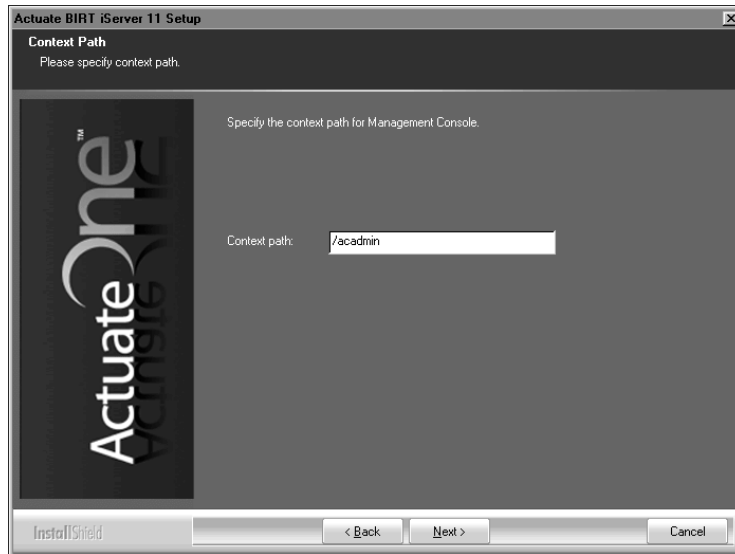 Actuate BIRT iServer 11 Setup
Context Path
Please specify context path.
Specify the context path for Management Console.
Context path: /acadmin
ActuateOne™
InstallShield
< Back Next > Cancel